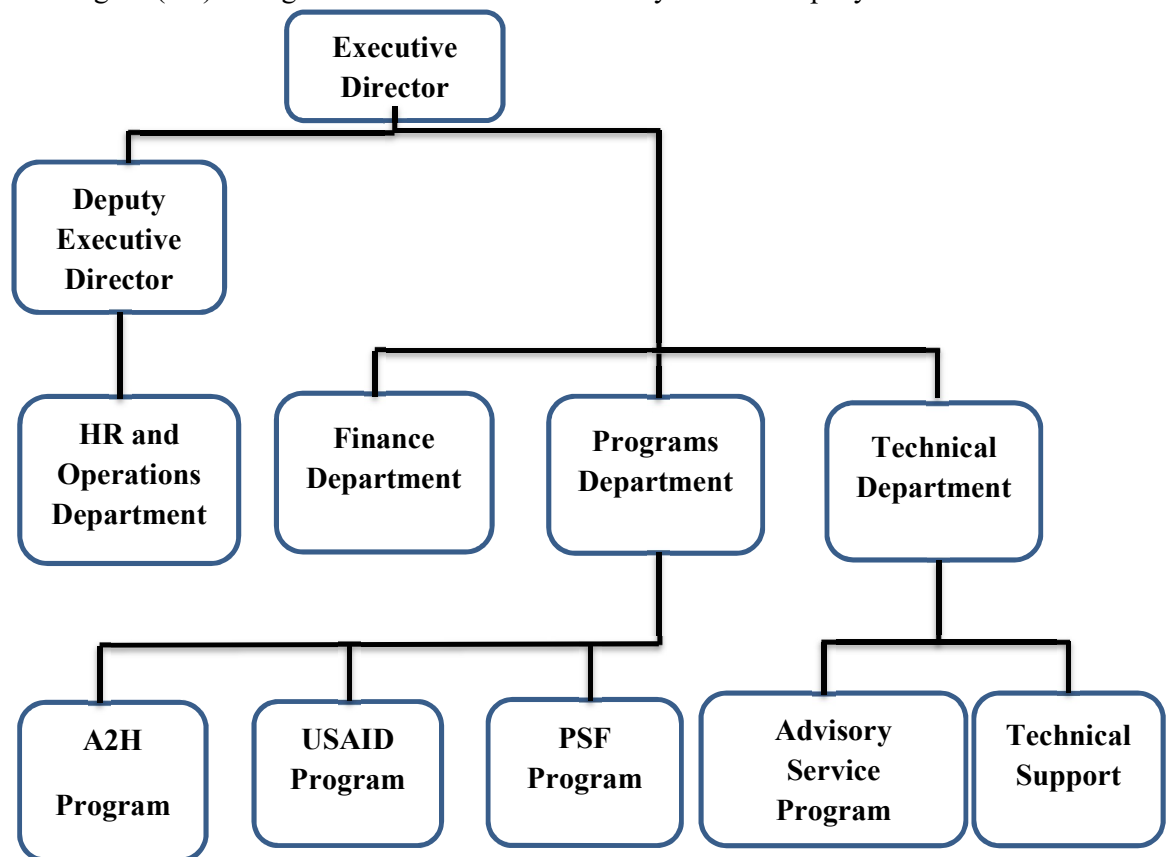 Executive
Director
Deputy
Executive
Director
HR and
Operations
Department
Finance
Department
Programs
Department
Technical
Department
A2H
Program
USAID
Program
PSF
Program
Advisory
Service
Program
Technical
Support